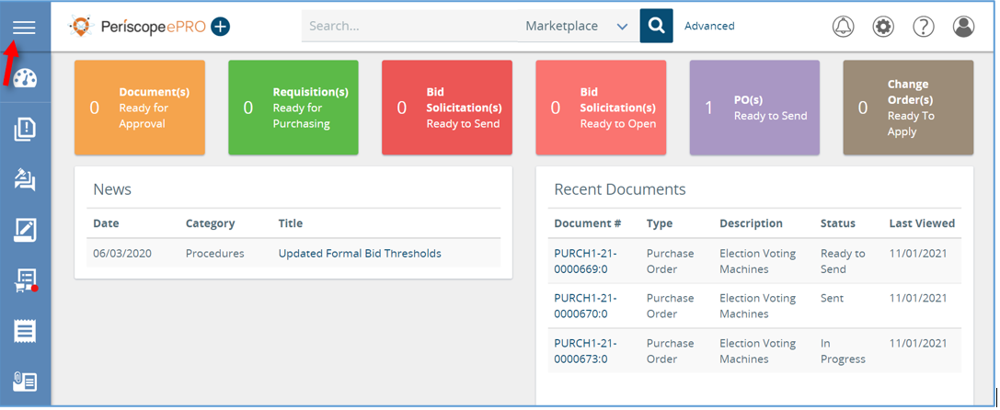 Periscope ePRO
Search...
Marketplace
Advanced
0
Document(s)
Ready for
Approval
0
Requisition(s)
Ready for
Purchasing
0
Bid
Solicitation(s)
Ready to Send
0
Bid
Solicitation(s)
Ready to Open
1
PO(s)
Ready to Send
0
Change
Order(s)
Ready To
Apply
News
Date Category Title
06/03/2020 Procedures Updated Formal Bid Thresholds
Recent Documents
Document # Type Description Status Last Viewed
PURCH1-21- Purchase Election Voting Ready to 11/01/2021
0000669:0 Order Machines Send
PURCH1-21- Purchase Election Voting Sent 11/01/2021
0000670:0 Order Machines
PURCH1-21- Purchase Election Voting In 11/01/2021
0000673:0 Order Machines Progress